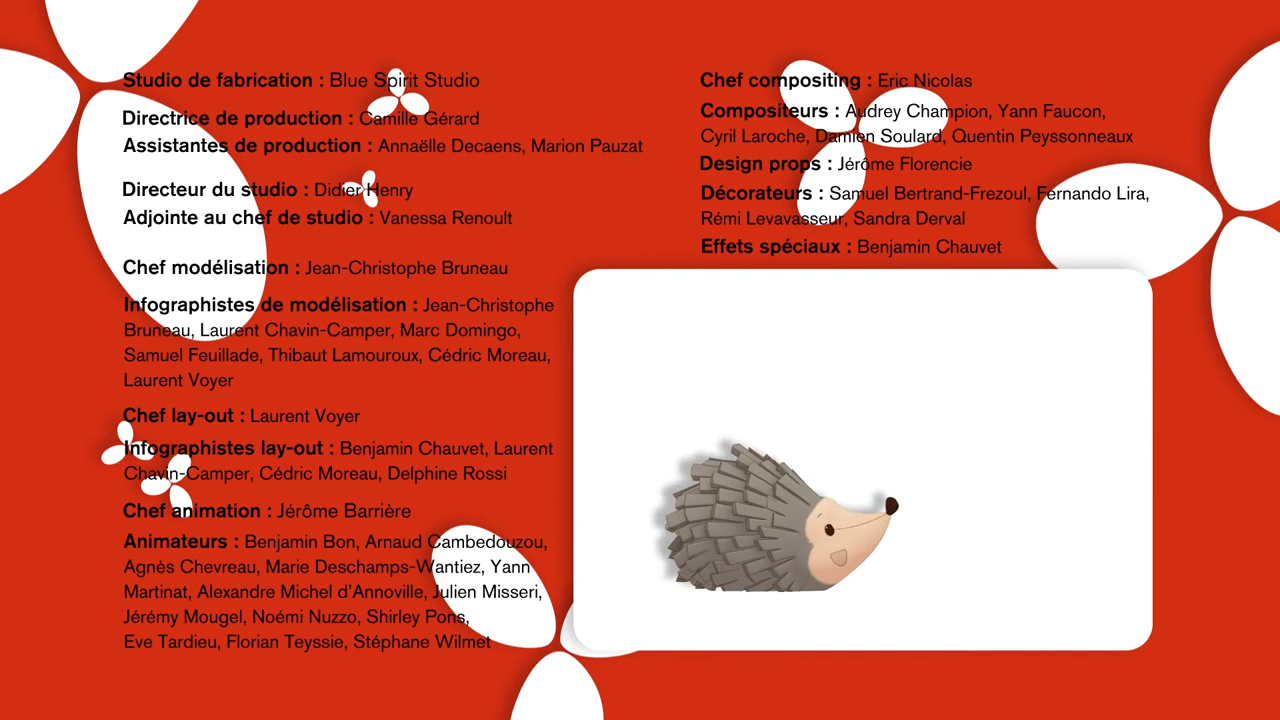 Studio de fabrication : Blue Spirit Studio
Directrice de production : Camille Gérard
Assistantes de production : Annaëlle Decaens, Marion Pauzat
Directeur du studio : Didier Henry
Adjointe au chef de studio : Vanessa Renoult
Chef modélisation : Jean-Christophe Bruneau
Infographistes de modélisation : Jean-Christophe
Bruneau, Laurent Chavin-Camper, Marc Domingo,
Samuel Feuillade, Thibaut Lamouroux, Cédric Moreau,
Laurent Voyer
Chef lay-out : Laurent Voyer
Infographistes lay-out : Benjamin Chauvet, Laurent
Chavin-Camper, Cédric Moreau, Delphine Rossi
Chef animation : Jérôme Barrière
Animateurs : Benjamin Bon, Arnaud Cambedouzou,
Agnès Chevreau, Marie Deschamps-Wantiez, Yann
Martinat, Alexandre Michel d'Annoville, Julien Misseri,
Jérémy Mougel, Noémi Nuzzo, Shirley Pons,
Eve Tardieu, Florian Teyssie, Stéphane Wilmet
Chef compositing : Eric Nicolas
Compositeurs : Audrey Champion, Yann Faucon,
Cyril Laroche, Damien Soulard, Quentin Peyssonneaux
Design props : Jérôme Florencie
Décorateurs : Samuel Bertrand-Frezoul, Fernando Lira,
Rémi Levavasseur, Sandra Derval
Effets spéciaux : Benjamin Chauvet